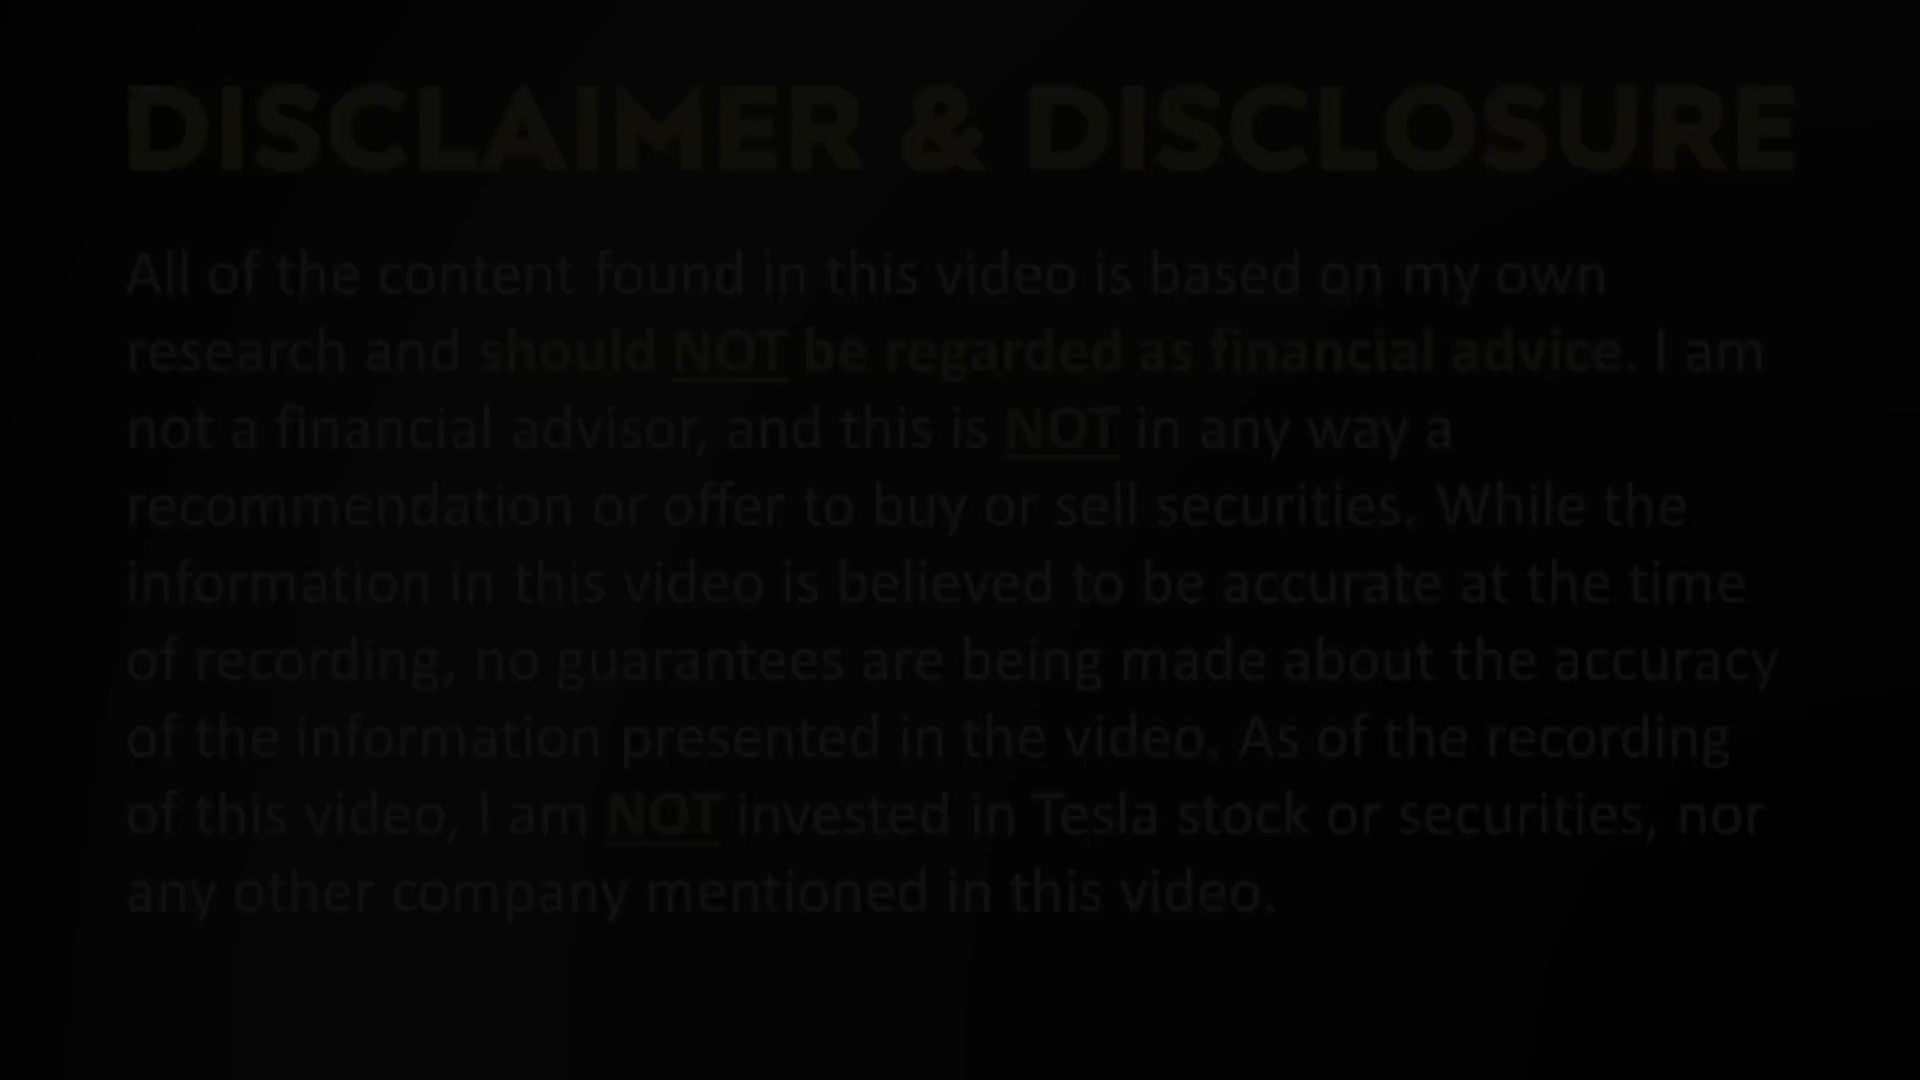 DISCLAIMER & DISCLOSURE
All of the content found in this video is based on my own
research and should NOT be regarded as financial advice. I am
not a financial advisor, and this is NOT in any way a
recommendation or offer to buy or sell securities. While the
information in this video is believed to be accurate at the time
of recording, no guarantees are being made about the accuracy
of the information presented in the video. As of the recording
of this video, I am NOT invested in Tesla stock or securities, nor
any other company mentioned in this video.